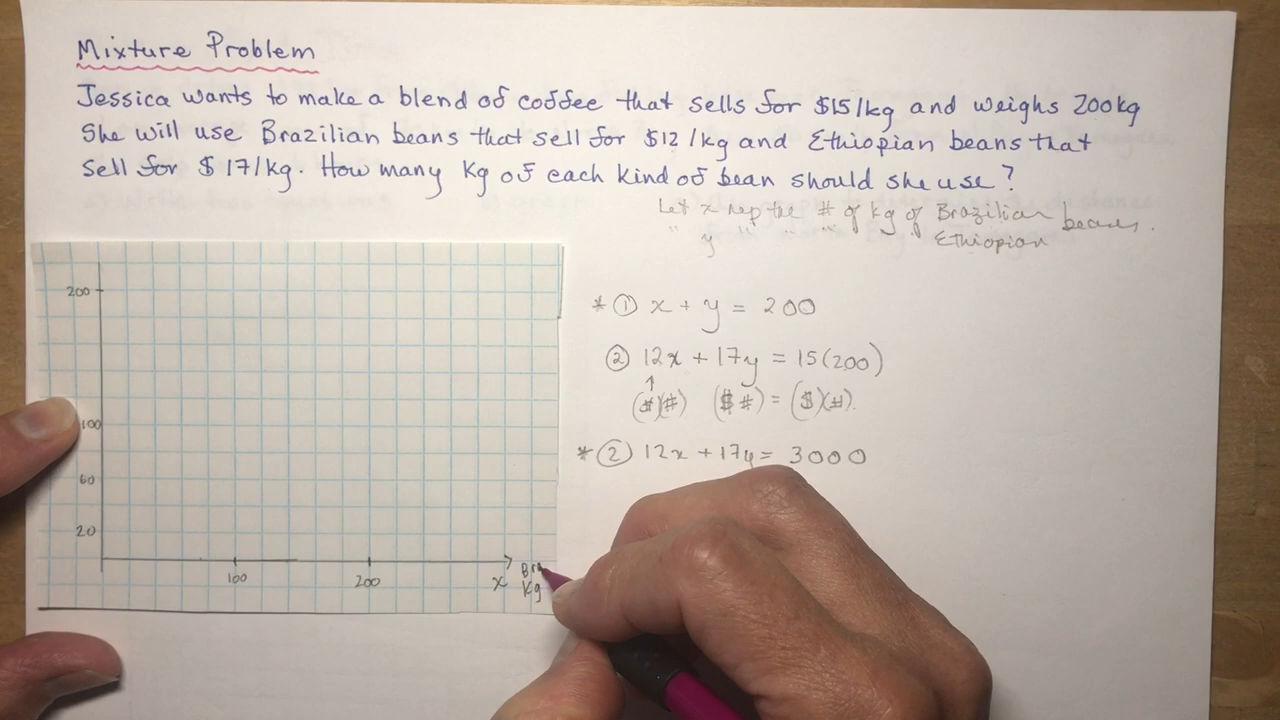 Mixture Problem
Jessica wants to make a blend of coffee that sells for $15/kg and weighs 200kg
She will use Brazilian beans that sell for $12/kg and Ethiopian beans that
sell for $17/kg. How many kg of each kind of bean should she use?
Let x rep the # of kg of Brazilian beans.
" y " " " Ethiopian
200
100
60
20
100 200 x
Bra
Kg
* ① x + y = 200
② 12x + 17y = 15(200)
↑
($)(#) ($ #) = ($)(#).
* ② 12x + 17y = 3000